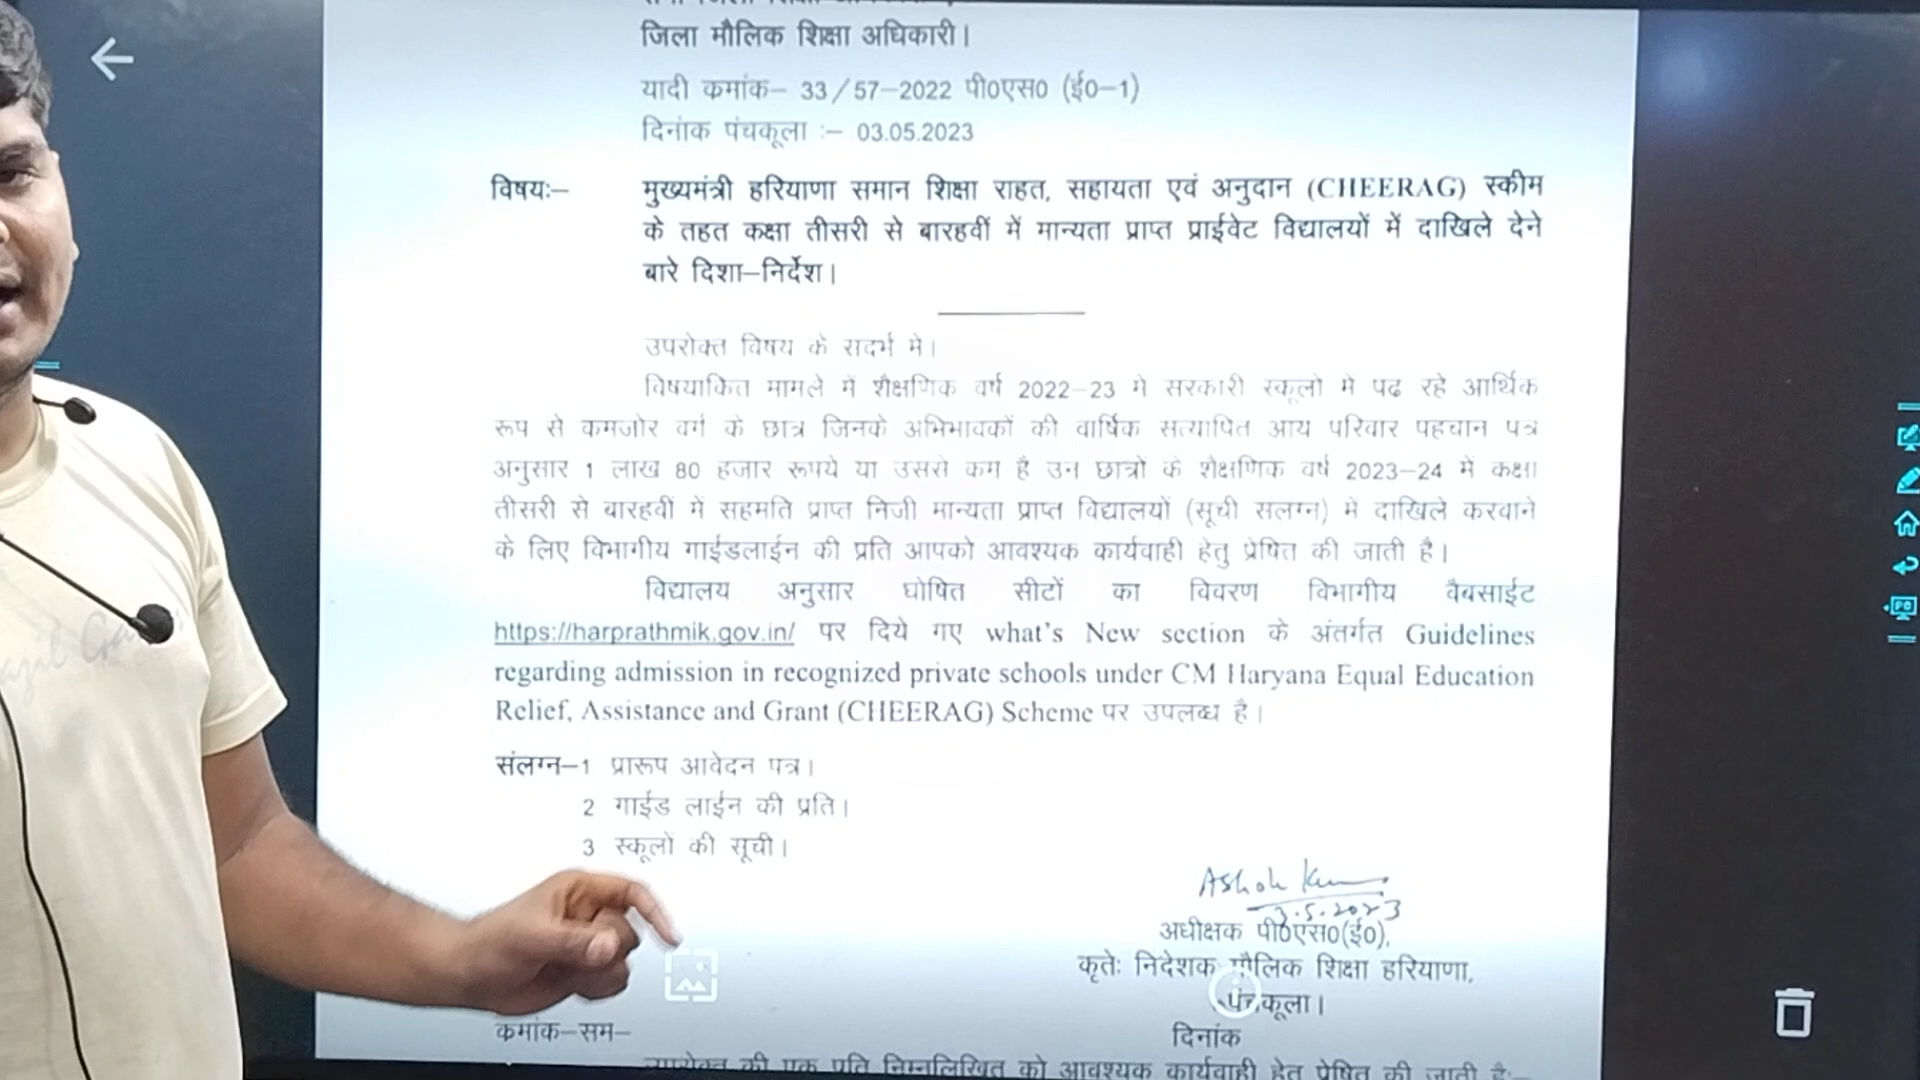 जिला मौलिक शिक्षा अधिकारी।
यादी कमांक– 33/57–2022 पी0एस0 (ई0–1)
दिनांक पंचकूला :– 03.05.2023
विषयः– मुख्यमंत्री हरियाणा समान शिक्षा राहत, सहायता एवं अनुदान (CHEERAG) स्कीम
के तहत कक्षा तीसरी से बारहवीं में मान्यता प्राप्त प्राईवेट विद्यालयों में दाखिले देने
बारे दिशा–निर्देश।
उपरोक्त विषय के सदर्भ मे।
विषयाकित मामले में शैक्षणिक वर्ष 2022–23 मे सरकारी स्कूलो मे पढ रहे आर्थिक
रूप से कमजोर वर्ग के छात्र जिनके अभिभावकों की वार्षिक सत्यापित आय परिवार पहचान पत्र
अनुसार 1 लाख 80 हजार रूपये या उससे कम है उन छात्रों के शैक्षणिक वर्ष 2023–24 में कक्षा
तीसरी से बारहवीं में सहमति प्राप्त निजी मान्यता प्राप्त विद्यालयों (सूची सलग्न) में दाखिले करवाने
के लिए विभागीय गाईडलाईन की प्रति आपको आवश्यक कार्यवाही हेतु प्रेषित की जाती है।
विद्यालय अनुसार घोषित सीटों का विवरण विभागीय वैबसाईट
https://harprathmik.gov.in/ पर दिये गए what's New section के अंतर्गत Guidelines
regarding admission in recognized private schools under CM Haryana Equal Education
Relief, Assistance and Grant (CHEERAG) Scheme पर उपलब्ध है।
संलग्न–1 प्रारूप आवेदन पत्र।
2 गाईड लाईन की प्रति।
3 स्कूलों की सूची।
Ashok Kum
3.5.2023
अधीक्षक पी0एस0(ई0),
कृतेः निदेशक मौलिक शिक्षा हरियाणा,
पंचकूला।
कमांक–सम–
दिनांक
उपरोक्त की एक प्रति निम्नलिखित को आवश्यक कार्यवाही हेतु प्रेषित की जाती है:–